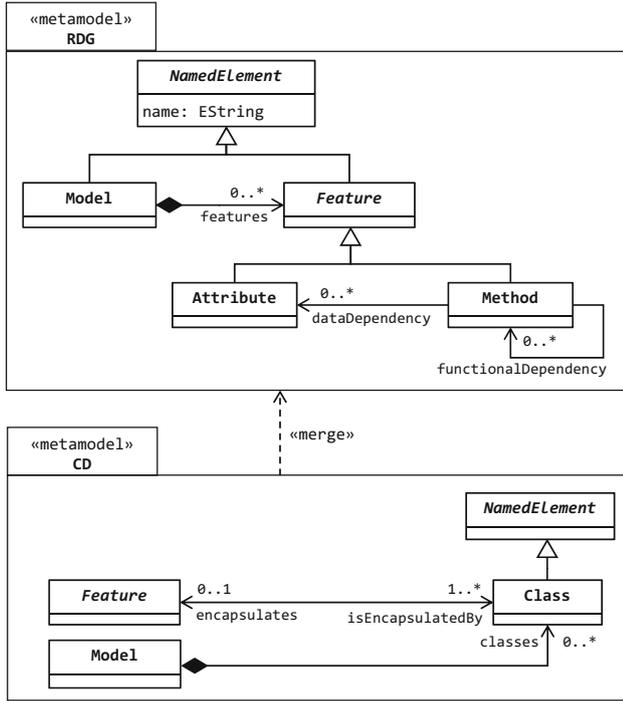 «metamodel»
RDG
NamedElement
name: EString
Model
0..*
features
Feature
Attribute
0..*
dataDependency
Method
0..*
functionalDependency
«merge»
«metamodel»
CD
NamedElement
Feature
0..1
encapsulates
1..*
isEncapsulatedBy
Class
classes
0..*
Model